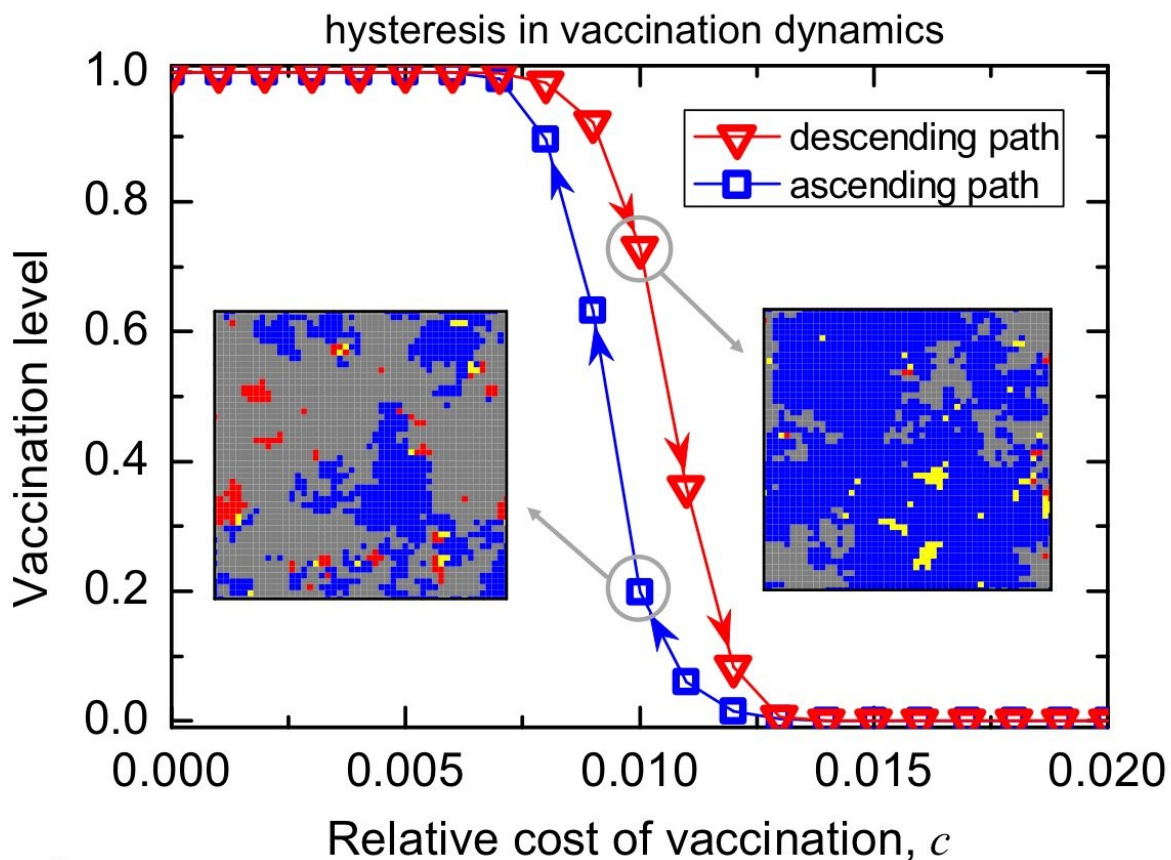 hysteresis in vaccination dynamics
1.0
0.8
0.6
0.4
0.2
0.0
Vaccination level
descending path
ascending path
0.000
0.005
0.010
0.015
0.020
Relative cost of vaccination, c